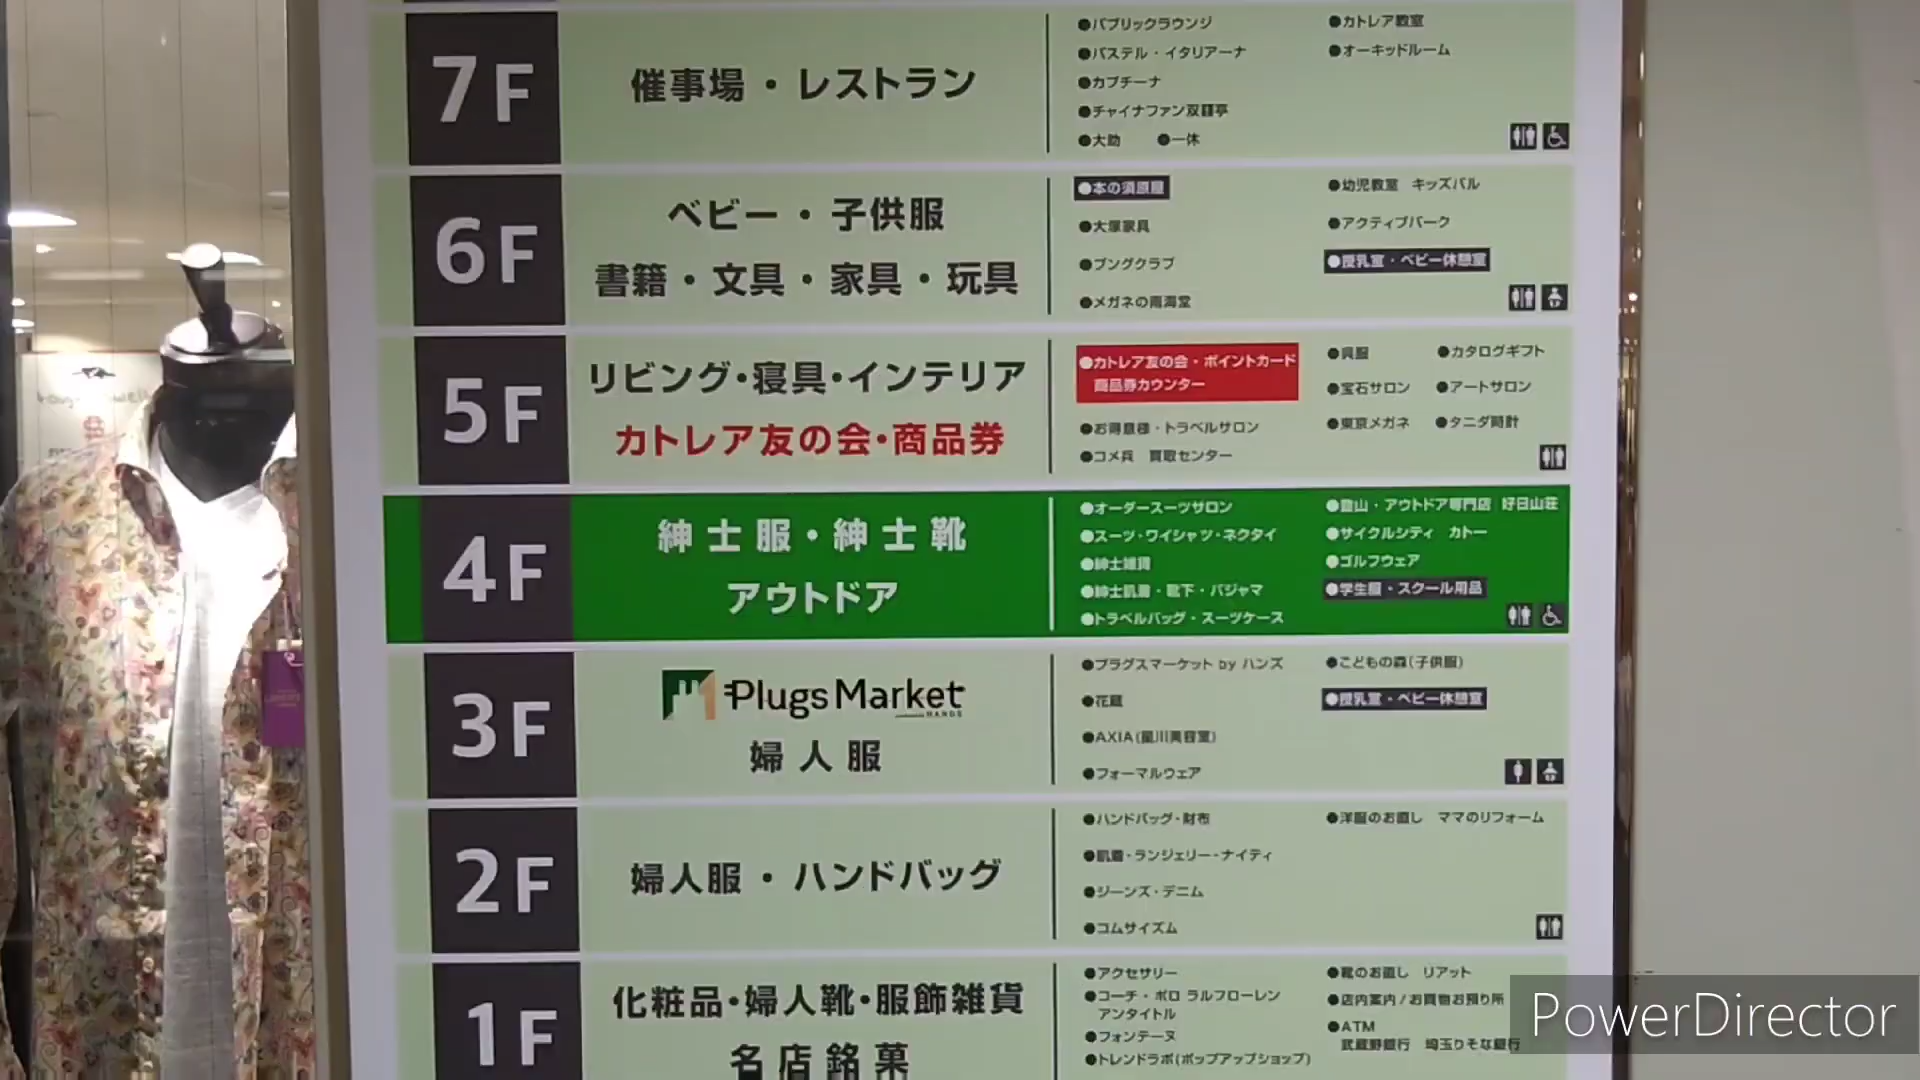 7F
催事場・レストラン
●パブリックラウンジ
●パステル・イタリアーナ
●カプチーナ
●チャイナファン双囍亭
●大助 ●一休
●カトレア教室
●オーキッドルーム
6F
ベビー・子供服
書籍・文具・家具・玩具
●本の須原屋
●大塚家具
●ブングクラブ
●メガネの南海堂
●幼児教室 キッズパル
●アクティブパーク
●授乳室・ベビー休憩室
5F
リビング・寝具・インテリア
カトレア友の会・商品券
●カトレア友の会・ポイントカード
商品券カウンター
●お得意様・トラベルサロン
●コメ兵 買取センター
●呉服 ●カタログギフト
●宝石サロン ●アートサロン
●東京メガネ ●タニダ時計
4F
紳士服・紳士靴
アウトドア
●オーダースーツサロン
●スーツ・ワイシャツ・ネクタイ
●紳士雑貨
●紳士肌着・靴下・パジャマ
●トラベルバッグ・スーツケース
●登山・アウトドア専門店 好日山荘
●サイクルシティ カトー
●ゴルフウェア
●学生服・スクール用品
3F
Plugs Market
HANDS
婦人服
●プラグスマーケット by ハンズ
●花蔵
●AXIA(星川美容室)
●フォーマルウェア
●こどもの森(子供服)
●授乳室・ベビー休憩室
2F
婦人服・ハンドバッグ
●ハンドバッグ・財布
●肌着・ランジェリー・ナイティ
●ジーンズ・デニム
●コムサイズム
●洋服のお直し ママのリフォーム
1F
化粧品・婦人靴・服飾雑貨
名店銘菓
●アクセサリー
●コーチ・ポロ ラルフローレン
アンタイトル
●フォンテーヌ
●トレンドラボ(ポップアップショップ)
●靴のお直し リアット
●店内案内/お買物お預り所
●ATM
武蔵野銀行 埼玉りそな銀行
PowerDirector